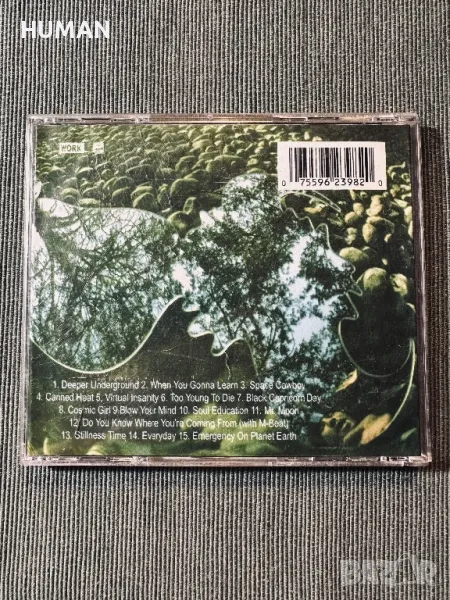 HUMAN
WORK
0 75596 23982 0
1. Deeper Underground 2. When You Gonna Learn 3. Space Cowboy
4. Canned Heat 5. Virtual Insanity 6. Too Young To Die 7. Black Capricorn Day
8. Cosmic Girl 9.Blow Your Mind 10. Soul Education 11. Mr. Moon
12. Do You Know Where You're Coming From (with M-Beat)
13. Stillness Time 14. Everyday 15. Emergency On Planet Earth
BAZAR